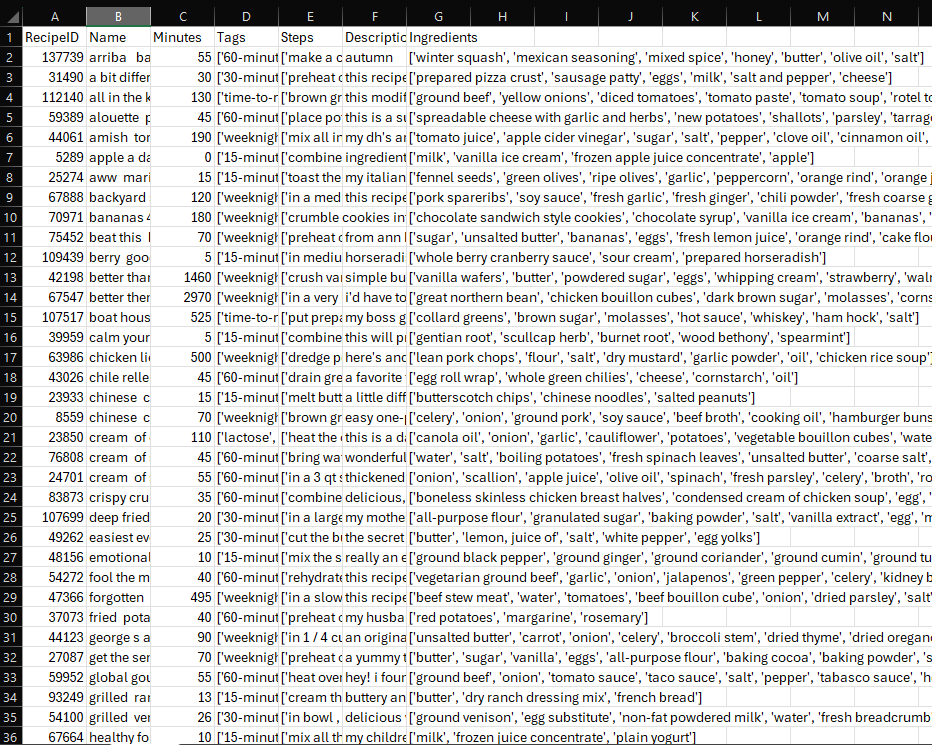 A B C D E F G H I J K L M N
1 RecipeID Name Minutes Tags Steps Descriptic Ingredients
2 137739 arriba ba 55 ['60-minut ['make a c autumn ['winter squash', 'mexican seasoning', 'mixed spice', 'honey', 'butter', 'olive oil', 'salt']
3 31490 a bit differ 30 ['30-minut ['preheat o this recipe ['prepared pizza crust', 'sausage patty', 'eggs', 'milk', 'salt and pepper', 'cheese']
4 112140 all in the k 130 ['time-to-r ['brown gr this modif ['ground beef', 'yellow onions', 'diced tomatoes', 'tomato paste', 'tomato soup', 'rotel to
5 59389 alouette p 45 ['60-minut ['place po this is a su ['spreadable cheese with garlic and herbs', 'new potatoes', 'shallots', 'parsley', 'tarrag
6 44061 amish tor 190 ['weeknigh ['mix all in my dh's ar ['tomato juice', 'apple cider vinegar', 'sugar', 'salt', 'pepper', 'clove oil', 'cinnamon oil',
7 5289 apple a da 0 ['15-minut ['combine ingredient ['milk', 'vanilla ice cream', 'frozen apple juice concentrate', 'apple']
8 25274 aww mari 15 ['15-minut ['toast the my italian ['fennel seeds', 'green olives', 'ripe olives', 'garlic', 'peppercorn', 'orange rind', 'orange j
9 67888 backyard 120 ['weeknigh ['in a med this recipe ['pork spareribs', 'soy sauce', 'fresh garlic', 'fresh ginger', 'chili powder', 'fresh coarse g
10 70971 bananas 4 180 ['weeknigh ['crumble cookies in ['chocolate sandwich style cookies', 'chocolate syrup', 'vanilla ice cream', 'bananas', '
11 75452 beat this l 70 ['weeknigh ['preheat o from ann l ['sugar', 'unsalted butter', 'bananas', 'eggs', 'fresh lemon juice', 'orange rind', 'cake flou
12 109439 berry goo 5 ['15-minut ['in mediu horseradi ['whole berry cranberry sauce', 'sour cream', 'prepared horseradish']
13 42198 better thar 1460 ['weeknigh ['crush va simple bu ['vanilla wafers', 'butter', 'powdered sugar', 'eggs', 'whipping cream', 'strawberry', 'waln
14 67547 better ther 2970 ['weeknigh ['in a very i'd have to ['great northern bean', 'chicken bouillon cubes', 'dark brown sugar', 'molasses', 'corns
15 107517 boat hous 525 ['time-to-r ['put prepa my boss g ['collard greens', 'brown sugar', 'molasses', 'hot sauce', 'whiskey', 'ham hock', 'salt']
16 39959 calm your 5 ['15-minut ['combine this will pr ['gentian root', 'scullcap herb', 'burnet root', 'wood bethony', 'spearmint']
17 63986 chicken lic 500 ['weeknigh ['dredge p here's and ['lean pork chops', 'flour', 'salt', 'dry mustard', 'garlic powder', 'oil', 'chicken rice soup']
18 43026 chile relle 45 ['60-minut ['drain gre a favorite ['egg roll wrap', 'whole green chilies', 'cheese', 'cornstarch', 'oil']
19 23933 chinese c 15 ['15-minut ['melt butt a little diff ['butterscotch chips', 'chinese noodles', 'salted peanuts']
20 8559 chinese c 70 ['weeknigh ['brown gr easy one-p ['celery', 'onion', 'ground pork', 'soy sauce', 'beef broth', 'cooking oil', 'hamburger buns
21 23850 cream of 110 ['lactose', ['heat the o this is a da ['canola oil', 'onion', 'garlic', 'cauliflower', 'potatoes', 'vegetable bouillon cubes', 'wate
22 76808 cream of 45 ['60-minut ['bring wa wonderful ['water', 'salt', 'boiling potatoes', 'fresh spinach leaves', 'unsalted butter', 'coarse salt',
23 24701 cream of 55 ['60-minut ['in a 3 qt s thickened ['onion', 'scallion', 'apple juice', 'olive oil', 'spinach', 'fresh parsley', 'celery', 'broth', 'ro
24 83873 crispy cru 35 ['60-minut ['combine delicious, ['boneless skinless chicken breast halves', 'condensed cream of chicken soup', 'egg', '
25 107699 deep fried 20 ['30-minut ['in a large my mothe ['all-purpose flour', 'granulated sugar', 'baking powder', 'salt', 'vanilla extract', 'egg', 'm
26 49262 easiest ev 25 ['30-minut ['cut the bu the secret ['butter', 'lemon, juice of', 'salt', 'white pepper', 'egg yolks']
27 48156 emotional 10 ['15-minut ['mix the s really an e ['ground black pepper', 'ground ginger', 'ground coriander', 'ground cumin', 'ground tu
28 54272 fool the m 40 ['60-minut ['rehydrate this recipe ['vegetarian ground beef', 'garlic', 'onion', 'jalapenos', 'green pepper', 'celery', 'kidney b
29 47366 forgotten 495 ['weeknigh ['in a slow this recipe ['beef stew meat', 'water', 'tomatoes', 'beef bouillon cube', 'onion', 'dried parsley', 'salt'
30 37073 fried pota 40 ['60-minut ['preheat o my husba ['red potatoes', 'margarine', 'rosemary']
31 44123 george s a 90 ['weeknigh ['in 1 / 4 cu an origina ['unsalted butter', 'carrot', 'onion', 'celery', 'broccoli stem', 'dried thyme', 'dried oregano
32 27087 get the ser 70 ['weeknigh ['preheat o a yummy t ['butter', 'sugar', 'vanilla', 'eggs', 'all-purpose flour', 'baking cocoa', 'baking powder', 's
33 59952 global gou 55 ['60-minut ['heat over hey! i foun ['ground beef', 'onion', 'tomato sauce', 'taco sauce', 'salt', 'pepper', 'tabasco sauce', 'h
34 93249 grilled rar 13 ['15-minut ['cream th buttery an ['butter', 'dry ranch dressing mix', 'french bread']
35 54100 grilled ver 26 ['30-minut ['in bowl , delicious ['ground venison', 'egg substitute', 'non-fat powdered milk', 'water', 'fresh breadcrumb
36 67664 healthy fo 10 ['15-minut ['mix all th my childre ['milk', 'frozen juice concentrate', 'plain yogurt']